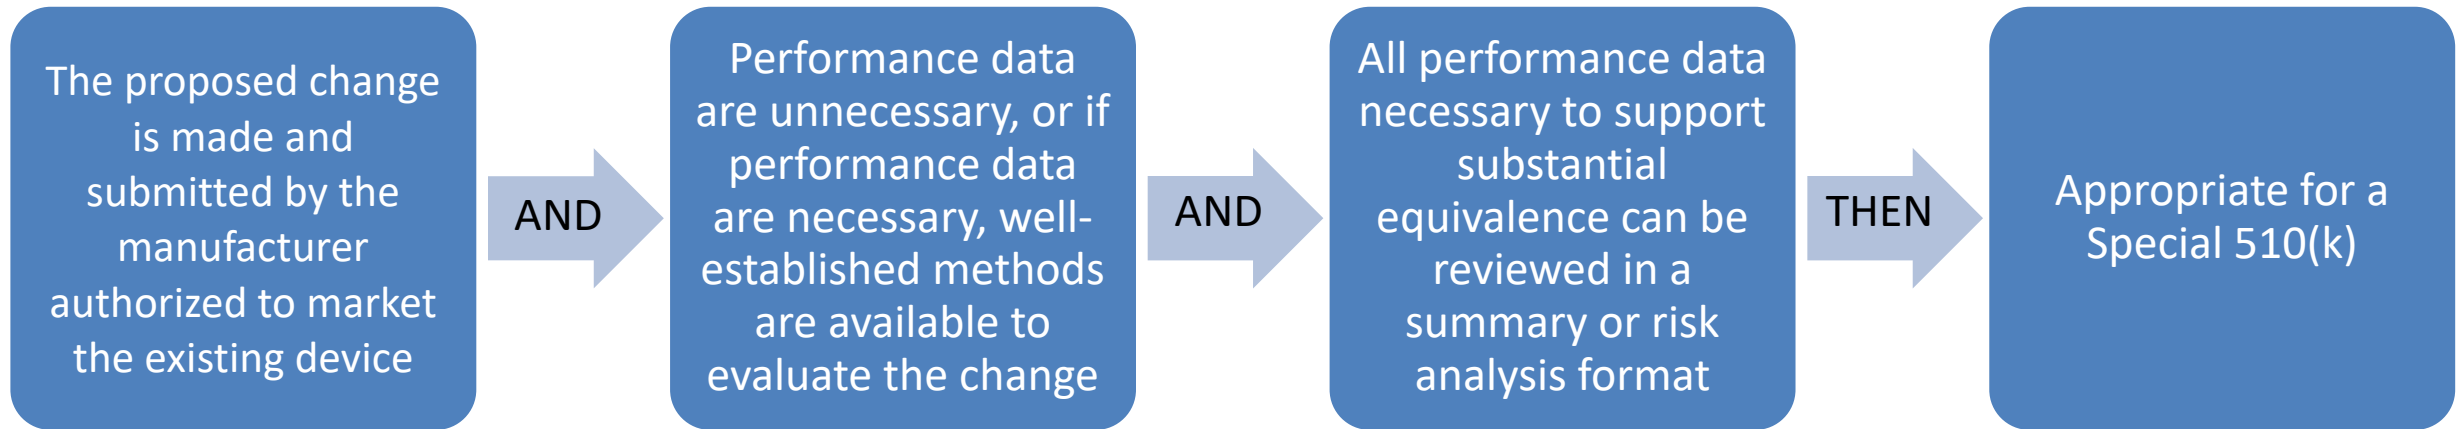 The proposed change
is made and
submitted by the
manufacturer
authorized to market
the existing device
AND
Performance data
are unnecessary, or if
performance data
are necessary, well-
established methods
are available to
evaluate the change
AND
All performance data
necessary to support
substantial
equivalence can be
reviewed in a
summary or risk
analysis format
THEN
Appropriate for a
Special 510(k)